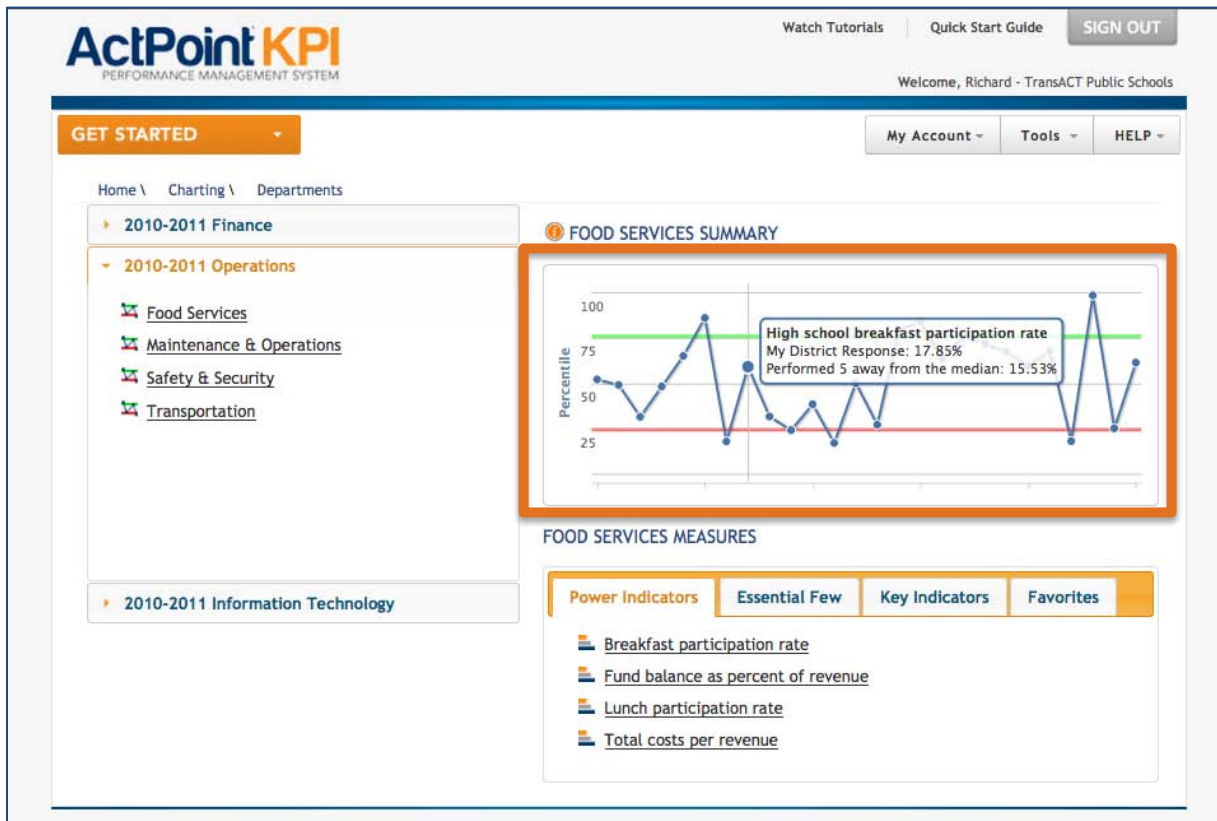 ActPoint KPI
PERFORMANCE MANAGEMENT SYSTEM
Watch Tutorials
Quick Start Guide
SIGN OUT
Welcome, Richard - TransACT Public Schools
GET STARTED
My Account
Tools
HELP
Home \ Charting \ Departments
2010-2011 Finance
2010-2011 Operations
Food Services
Maintenance & Operations
Safety & Security
Transportation
2010-2011 Information Technology
FOOD SERVICES SUMMARY
Percentile
100
75
50
25
High school breakfast participation rate
My District Response: 17.85%
Performed 5 away from the median: 15.53%
FOOD SERVICES MEASURES
Power Indicators
Essential Few
Key Indicators
Favorites
Breakfast participation rate
Fund balance as percent of revenue
Lunch participation rate
Total costs per revenue